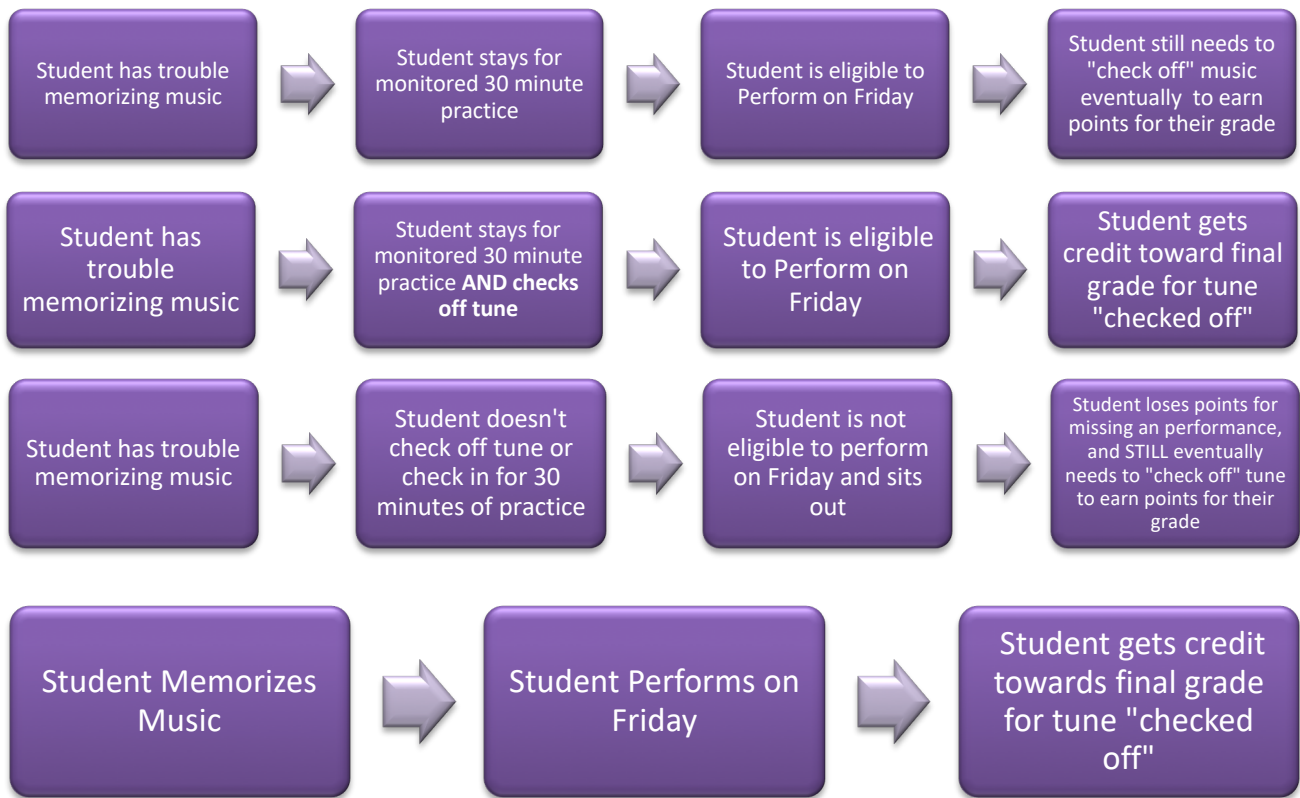 Student has trouble
memorizing music
Student stays for
monitored 30 minute
practice
Student is eligible to
Perform on Friday
Student still needs to
"check off" music
eventually to earn
points for their grade
Student has
trouble
memorizing music
Student stays for
monitored 30 minute
practice AND checks
off tune
Student is eligible
to Perform on
Friday
Student gets
credit toward final
grade for tune
"checked off"
Student has trouble
memorizing music
Student doesn't
check off tune or
check in for 30
minutes of practice
Student is not
eligible to perform
on Friday and sits
out
Student loses points for
missing an performance,
and STILL eventually
needs to "check off" tune
to earn points for their
grade
Student Memorizes
Music
Student Performs on
Friday
Student gets credit
towards final grade
for tune "checked
off"